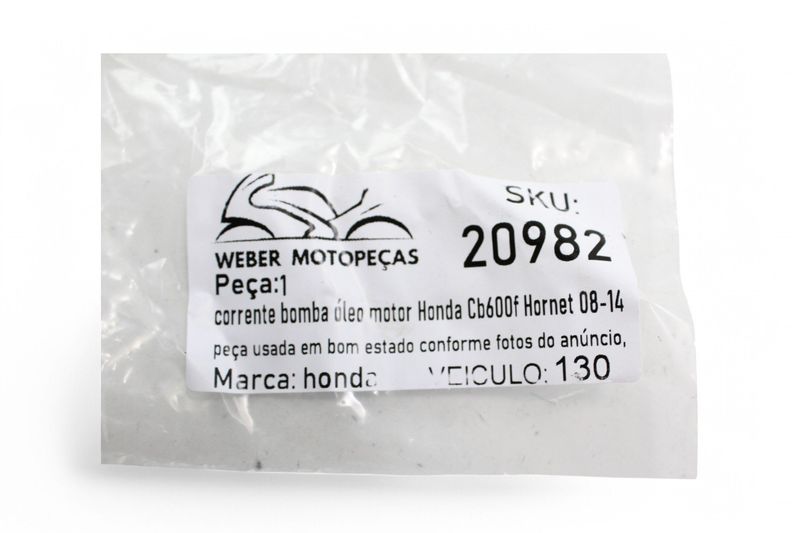 SKU:
20982
WEBER MOTOPEÇAS
Peça:1
corrente bomba óleo motor Honda Cb600f Hornet 08-14
peça usada em bom estado conforme fotos do anúncio,
Marca: honda VEICULO: 130